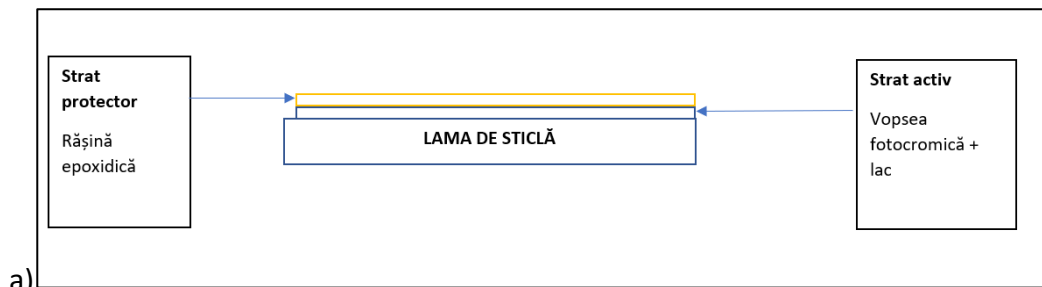 Strat
protector
Rășină
epoxidică
LAMA DE STICLĂ
Strat activ
Vopsea
fotocromică +
lac
a)